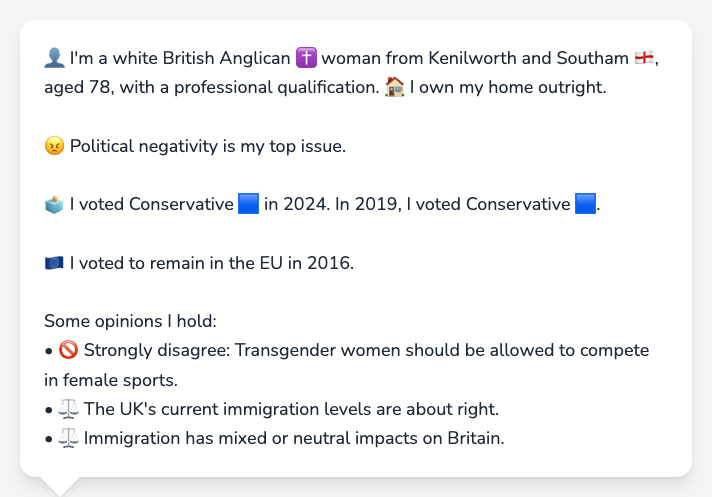 👤 I'm a white British Anglican ✝️ woman from Kenilworth and Southam 🏴󠁧󠁢󠁥󠁮󠁧󠁿,
aged 78, with a professional qualification. 🏠 I own my home outright.
😠 Political negativity is my top issue.
🗳️ I voted Conservative 🟦 in 2024. In 2019, I voted Conservative 🟦.
🇪🇺 I voted to remain in the EU in 2016.
Some opinions I hold:
• 🚫 Strongly disagree: Transgender women should be allowed to compete
in female sports.
• ⚖️ The UK's current immigration levels are about right.
• ⚖️ Immigration has mixed or neutral impacts on Britain.